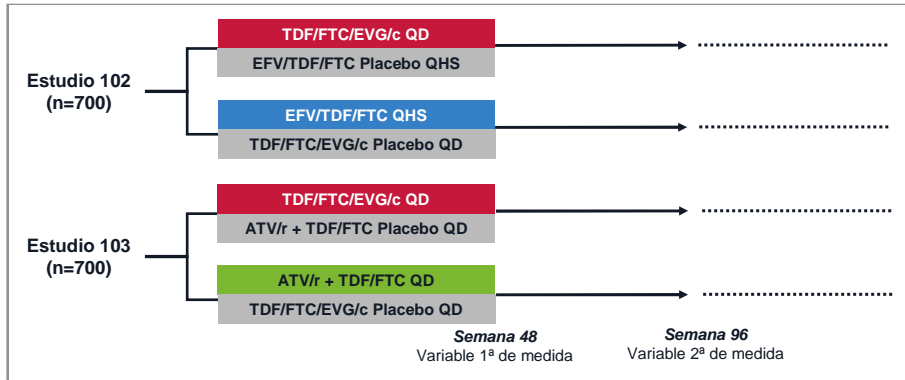 TDF/FTC/EVG/c QD
EFV/TDF/FTC Placebo QHS
Estudio 102
(n=700)
EFV/TDF/FTC QHS
TDF/FTC/EVG/c Placebo QD
TDF/FTC/EVG/c QD
ATV/r + TDF/FTC Placebo QD
Estudio 103
(n=700)
ATV/r + TDF/FTC QD
TDF/FTC/EVG/c Placebo QD
Semana 48
Variable 1ª de medida
Semana 96
Variable 2ª de medida